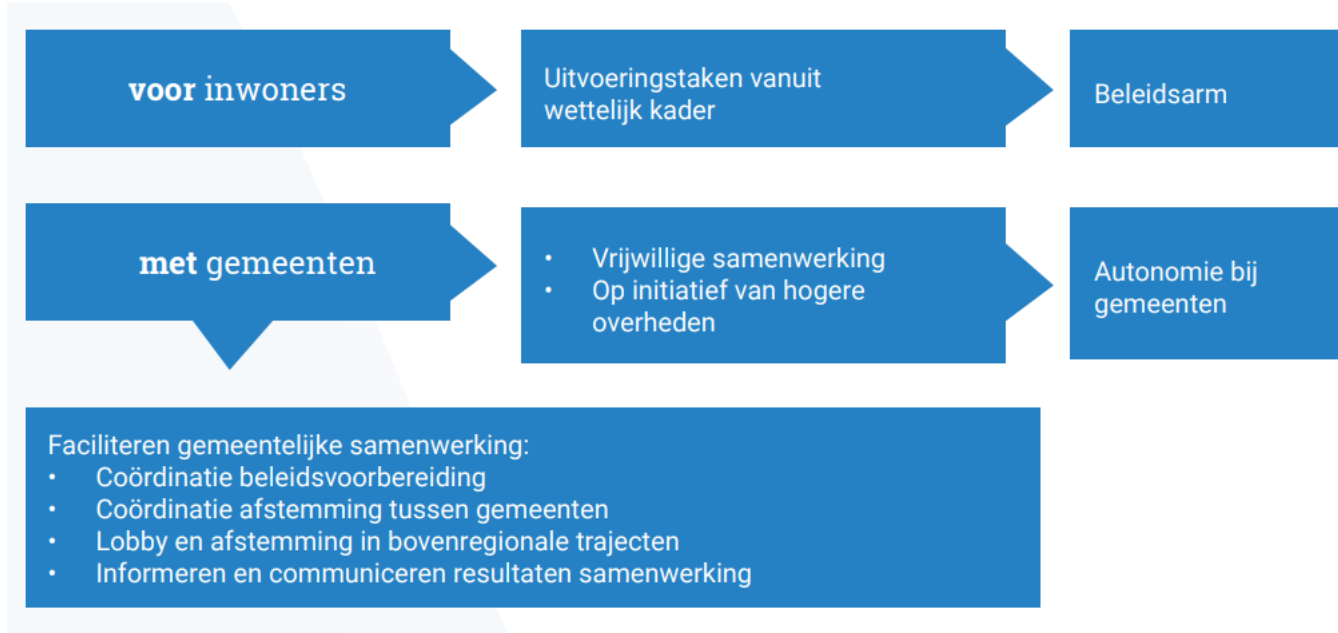 voor inwoners
Uitvoeringstaken vanuit
wettelijk kader
Beleidsarm
met gemeenten
• Vrijwillige samenwerking
• Op initiatief van hogere
overheden
Autonomie bij
gemeenten
Faciliteren gemeentelijke samenwerking:
• Coördinatie beleidsvoorbereiding
• Coördinatie afstemming tussen gemeenten
• Lobby en afstemming in bovenregionale trajecten
• Informeren en communiceren resultaten samenwerking